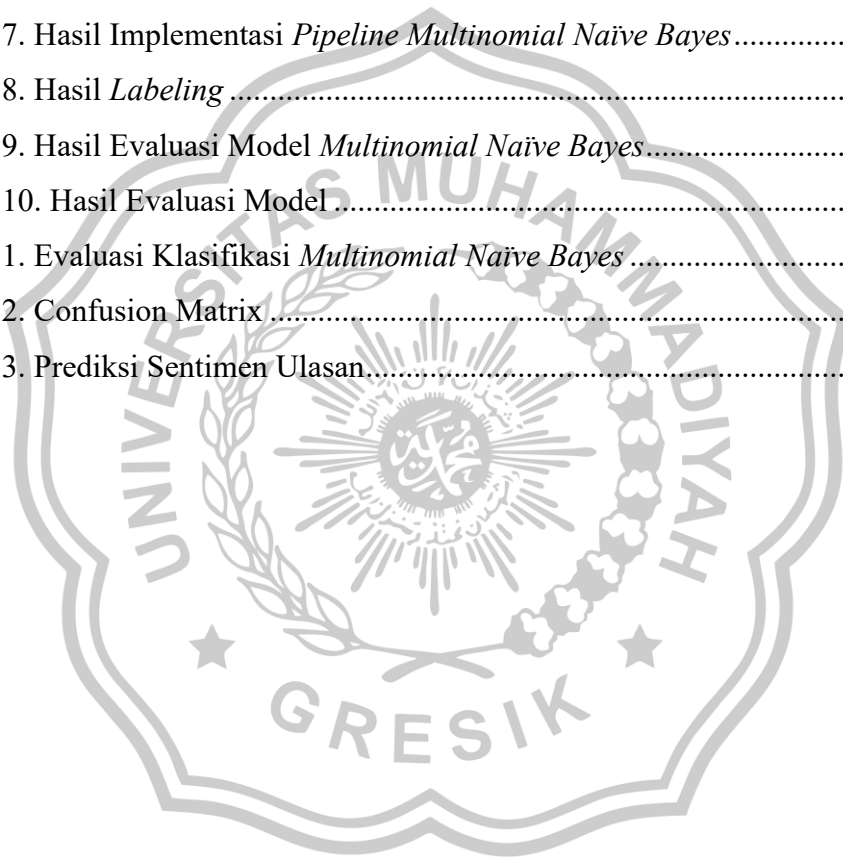 7. Hasil Implementasi Pipeline Multinomial Naïve Bayes..............
8. Hasil Labeling ..............
9. Hasil Evaluasi Model Multinomial Naïve Bayes..............
10. Hasil Evaluasi Model ..............
1. Evaluasi Klasifikasi Multinomial Naïve Bayes ..............
2. Confusion Matrix ..............
3. Prediksi Sentimen Ulasan..............
UNIVERSITAS MUHAMMADIYAH
GRESIK